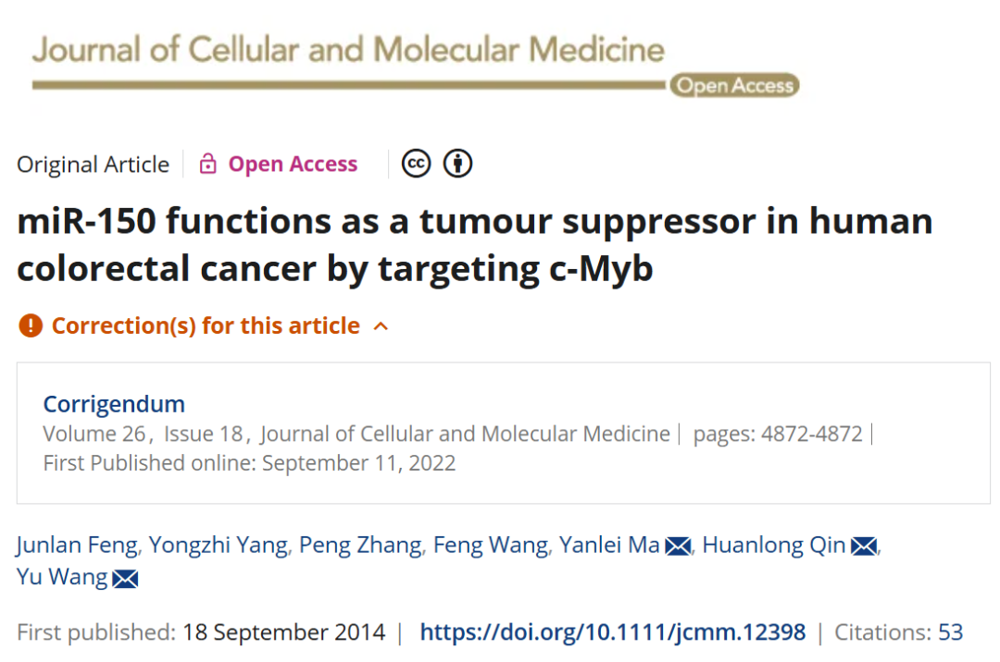 Journal of Cellular and Molecular Medicine
Open Access
Original Article
Open Access
miR-150 functions as a tumour suppressor in human
colorectal cancer by targeting c-Myb
Correction(s) for this article
Corrigendum
Volume 26, Issue 18, Journal of Cellular and Molecular Medicine | pages: 4872-4872 |
First Published online: September 11, 2022
Junlan Feng, Yongzhi Yang, Peng Zhang, Feng Wang, Yanlei Ma, Huanlong Qin,
Yu Wang
First published: 18 September 2014 | https://doi.org/10.1111/jcmm.12398 | Citations: 53